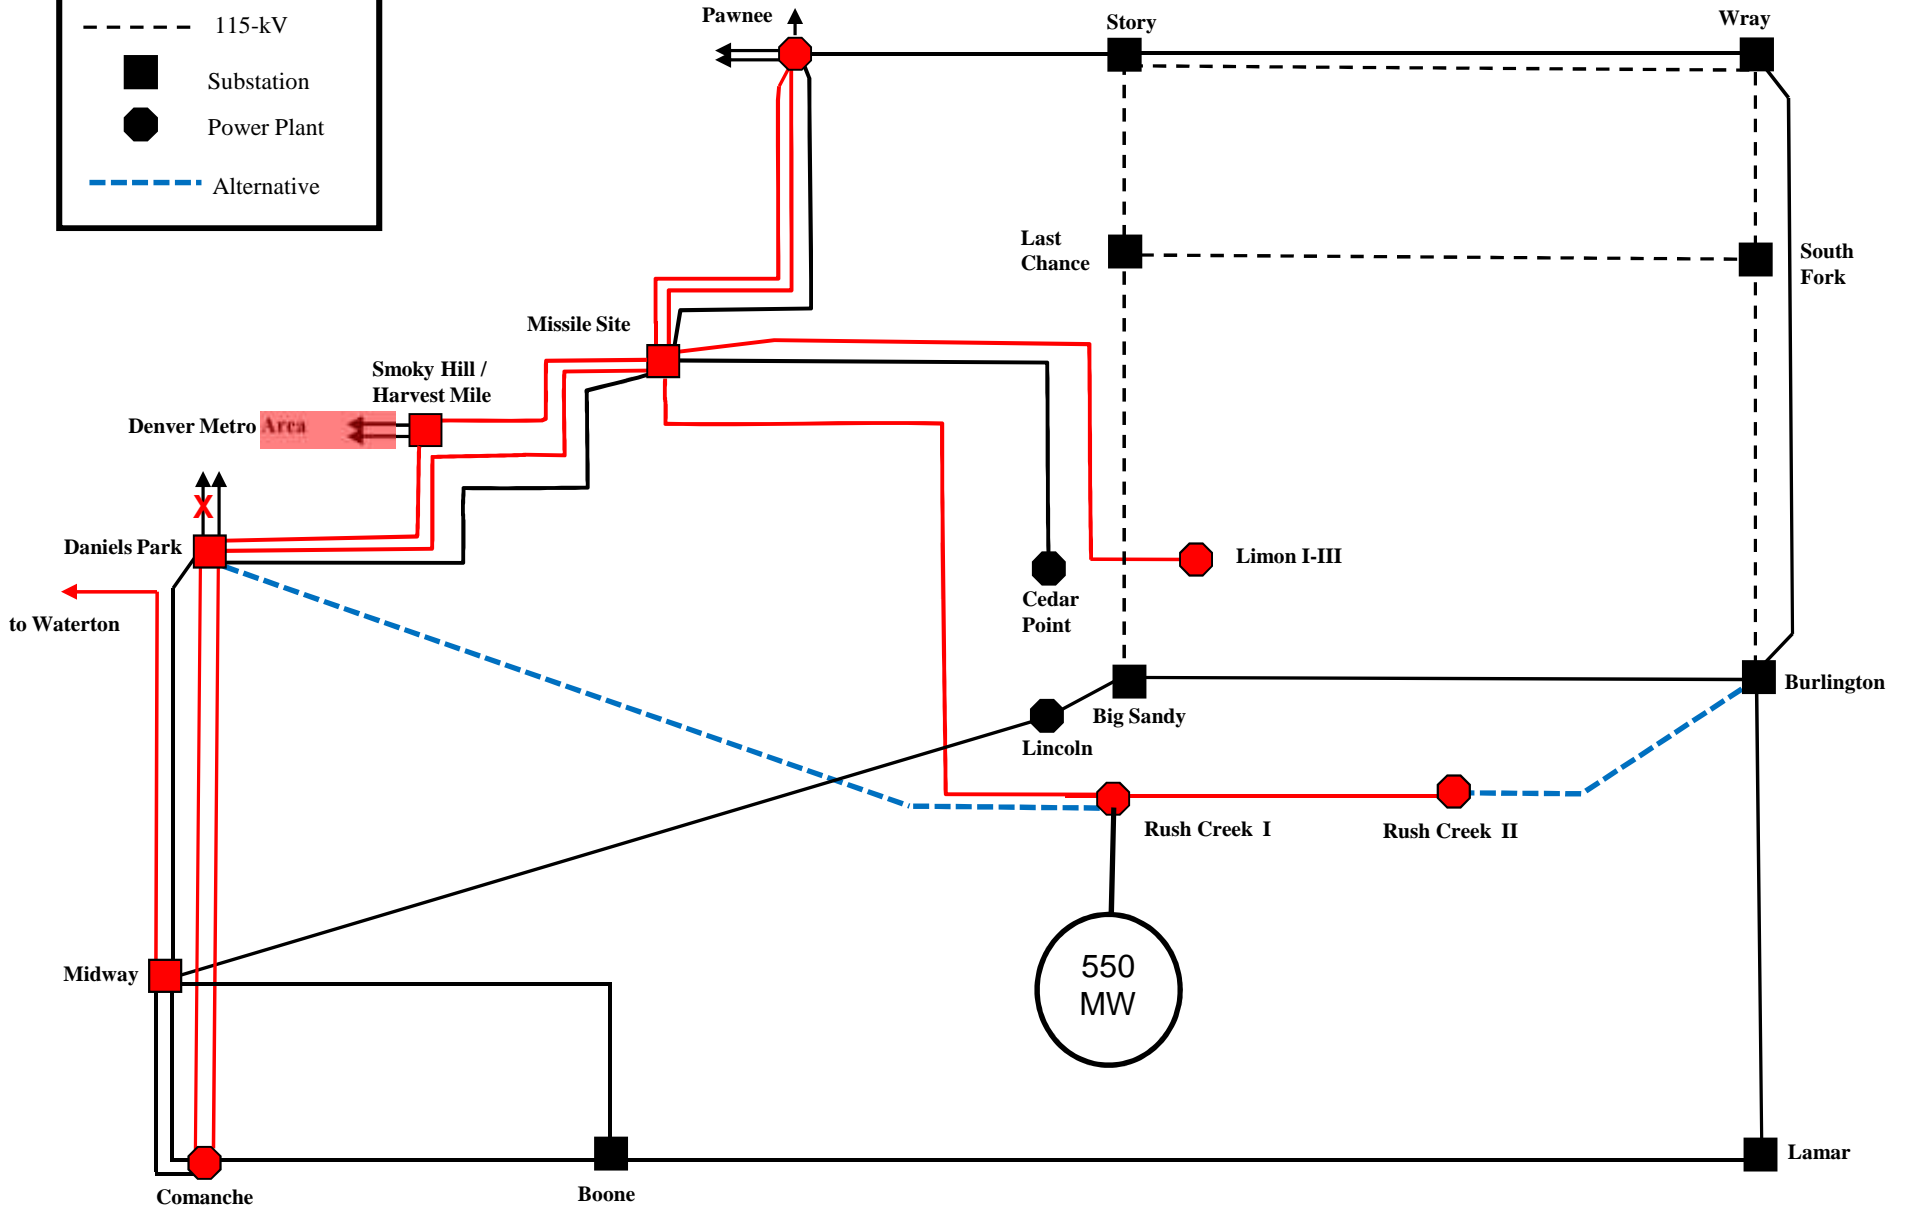 115-kV
Substation
Power Plant
Alternative
Pawnee
Story
Wray
Last
Chance
South
Fork
Missile Site
Smoky Hill /
Harvest Mile
Denver Metro Area
X
Daniels Park
to Waterton
Cedar
Point
Limon I-III
Big Sandy
Burlington
Lincoln
Rush Creek I
Rush Creek II
550
MW
Midway
Comanche
Boone
Lamar